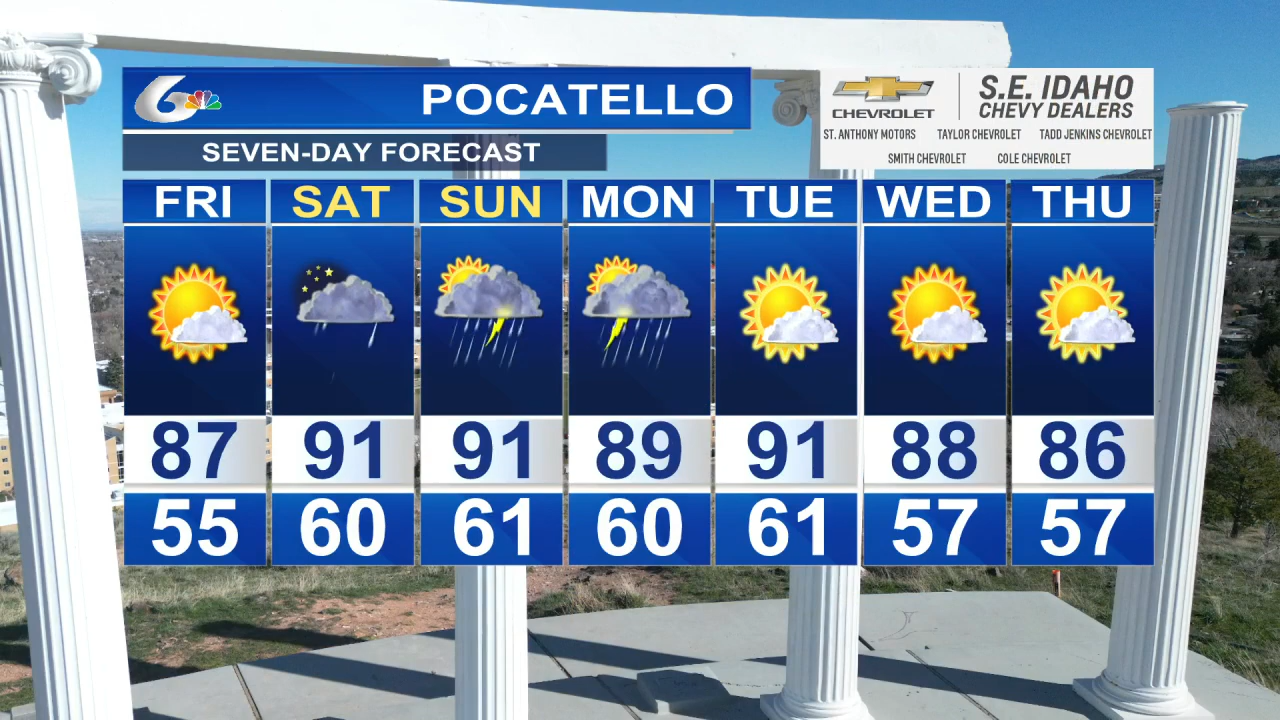 6
POCATELLO
SEVEN-DAY FORECAST
CHEVROLET
S.E. IDAHO
CHEVY DEALERS
ST. ANTHONY MOTORS TAYLOR CHEVROLET TADD JENKINS CHEVROLET
SMITH CHEVROLET COLE CHEVROLET
FRI SAT SUN MON TUE WED THU
87 91 91 89 91 88 86
55 60 61 60 61 57 57